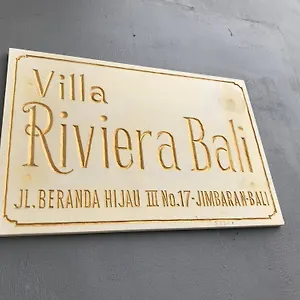 Villa
Riviera Bali
JL. BERANDA HIJAU III No.17-JIMBARAN-BALI